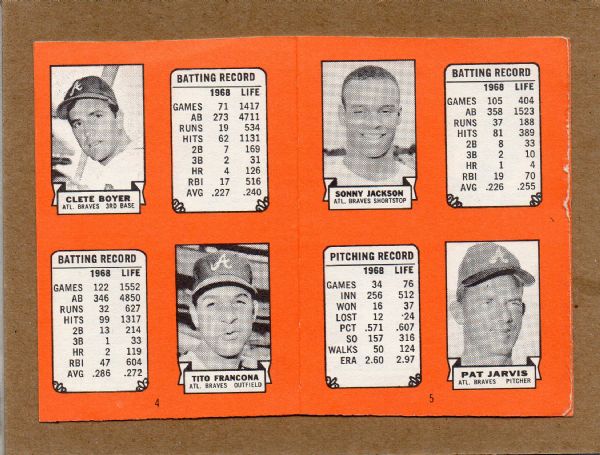 A
CLETE BOYER
ATL. BRAVES 3RD BASE
BATTING RECORD
1968 LIFE
GAMES 71 1417
AB 273 4711
RUNS 19 534
HITS 62 1131
2B 7 169
3B 2 31
HR 4 126
RBI 17 516
AVG .227 .240
SONNY JACKSON
ATL. BRAVES SHORTSTOP
BATTING RECORD
1968 LIFE
GAMES 105 404
AB 358 1523
RUNS 37 188
HITS 81 389
2B 8 33
3B 2 10
HR 1 4
RBI 19 70
AVG .226 .255
BATTING RECORD
1968 LIFE
GAMES 122 1552
AB 346 4850
RUNS 32 627
HITS 99 1317
2B 13 214
3B 1 33
HR 2 119
RBI 47 604
AVG .286 .272
A
TITO FRANCONA
ATL. BRAVES OUTFIELD
PITCHING RECORD
1968 LIFE
GAMES 34 76
INN 256 512
WON 16 37
LOST 12 24
PCT .571 .607
SO 157 316
WALKS 50 124
ERA 2.60 2.97
A
PAT JARVIS
ATL. BRAVES PITCHER
4
5